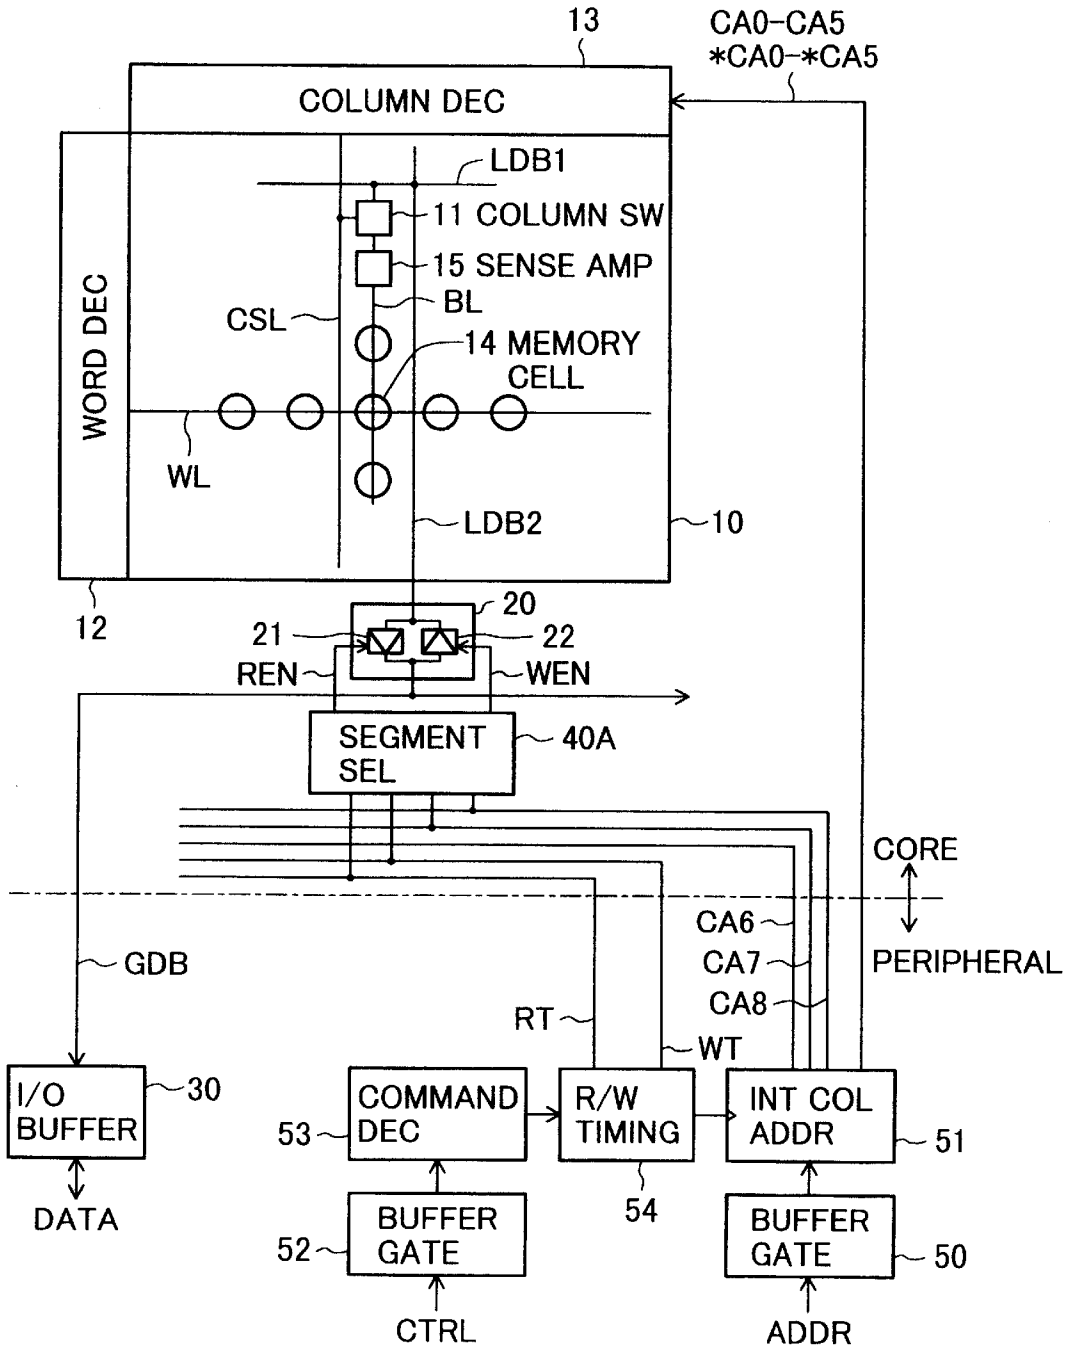 13
CA0-CA5
*CA0-*CA5
COLUMN DEC
LDB1
11 COLUMN SW
15 SENSE AMP
BL
CSL
WORD DEC
14 MEMORY
CELL
WL
LDB2
10
12
20
21
22
REN
WEN
SEGMENT
SEL
40A
CORE
CA6
CA7
PERIPHERAL
GDB
CA8
RT
WT
I/O
BUFFER
30
COMMAND
DEC
53
R/W
TIMING
54
INT COL
ADDR
51
DATA
BUFFER
GATE
52
BUFFER
GATE
50
CTRL
ADDR